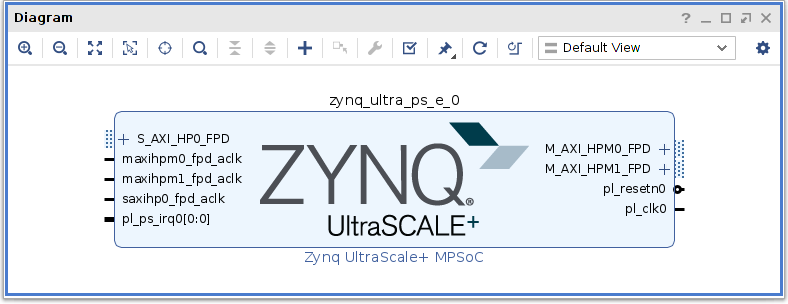 Diagram
Default View
zynq_ultra_ps_e_0
S_AXI_HP0_FPD
maxihpm0_fpd_aclk
maxihpm1_fpd_aclk
saxihp0_fpd_aclk
pl_ps_irq0[0:0]
ZYNQ®
UltraSCALE+
M_AXI_HPM0_FPD
M_AXI_HPM1_FPD
pl_resetn0
pl_clk0
Zynq UltraScale+ MPSoC